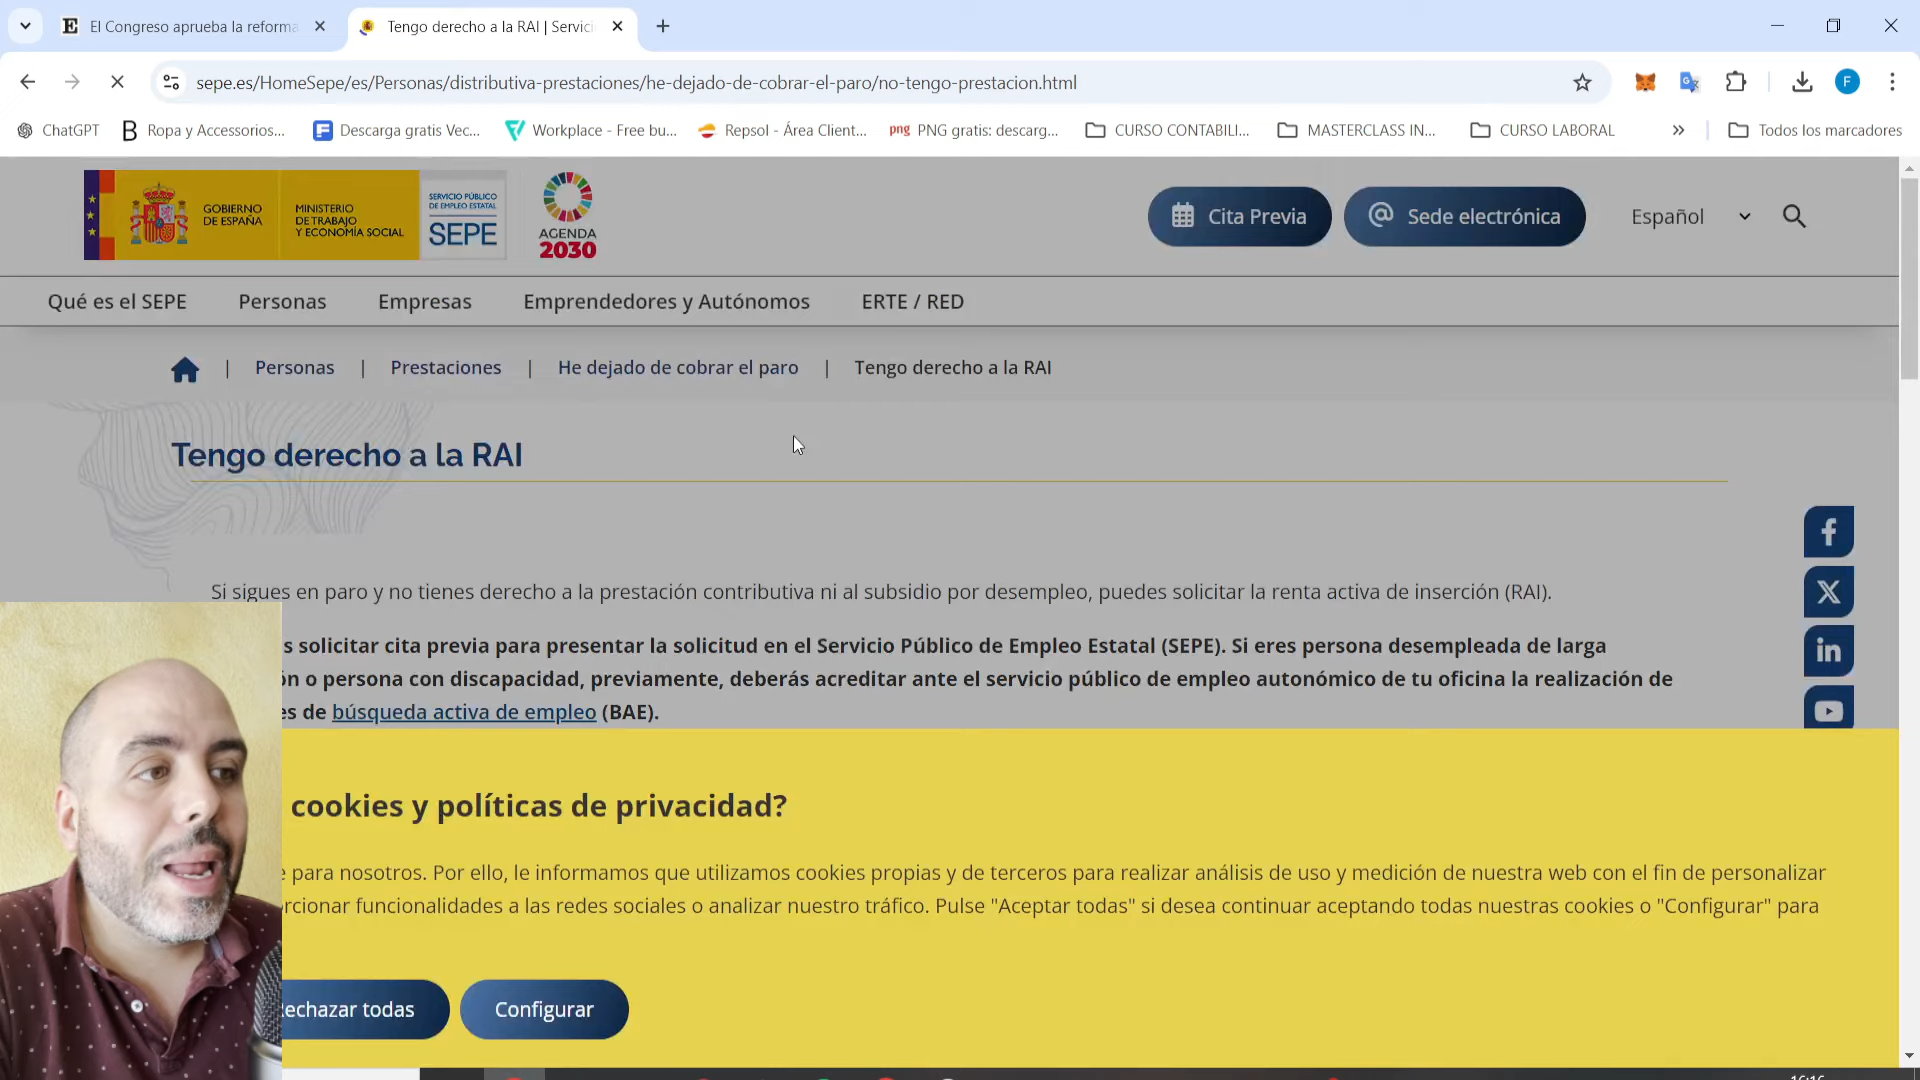 El Congreso aprueba la reforma
Tengo derecho a la RAI | Servici
sepe.es/HomeSepe/es/Personas/distributiva-prestaciones/he-dejado-de-cobrar-el-paro/no-tengo-prestacion.html
F
ChatGPT
Ropa y Accessorios...
Descarga gratis Vec...
Workplace - Free bu...
Repsol - Área Client...
png PNG gratis: descarg...
CURSO CONTABILI...
MASTERCLASS IN...
CURSO LABORAL
Todos los marcadores
GOBIERNO
DE ESPAÑA
MINISTERIO
DE TRABAJO
Y ECONOMÍA SOCIAL
SERVICIO PÚBLICO
DE EMPLEO ESTATAL
SEPE
AGENDA
2030
Cita Previa
Sede electrónica
Español
Qué es el SEPE
Personas
Empresas
Emprendedores y Autónomos
ERTE / RED
| Personas | Prestaciones | He dejado de cobrar el paro | Tengo derecho a la RAI
Tengo derecho a la RAI
Si sigues en paro y no tienes derecho a la prestación contributiva ni al subsidio por desempleo, puedes solicitar la renta activa de inserción (RAI).
s solicitar cita previa para presentar la solicitud en el Servicio Público de Empleo Estatal (SEPE). Si eres persona desempleada de larga
ón o persona con discapacidad, previamente, deberás acreditar ante el servicio público de empleo autonómico de tu oficina la realización de
es de búsqueda activa de empleo (BAE).
cookies y políticas de privacidad?
e para nosotros. Por ello, le informamos que utilizamos cookies propias y de terceros para realizar análisis de uso y medición de nuestra web con el fin de personalizar
rcionar funcionalidades a las redes sociales o analizar nuestro tráfico. Pulse "Aceptar todas" si desea continuar aceptando todas nuestras cookies o "Configurar" para
echazar todas
Configurar